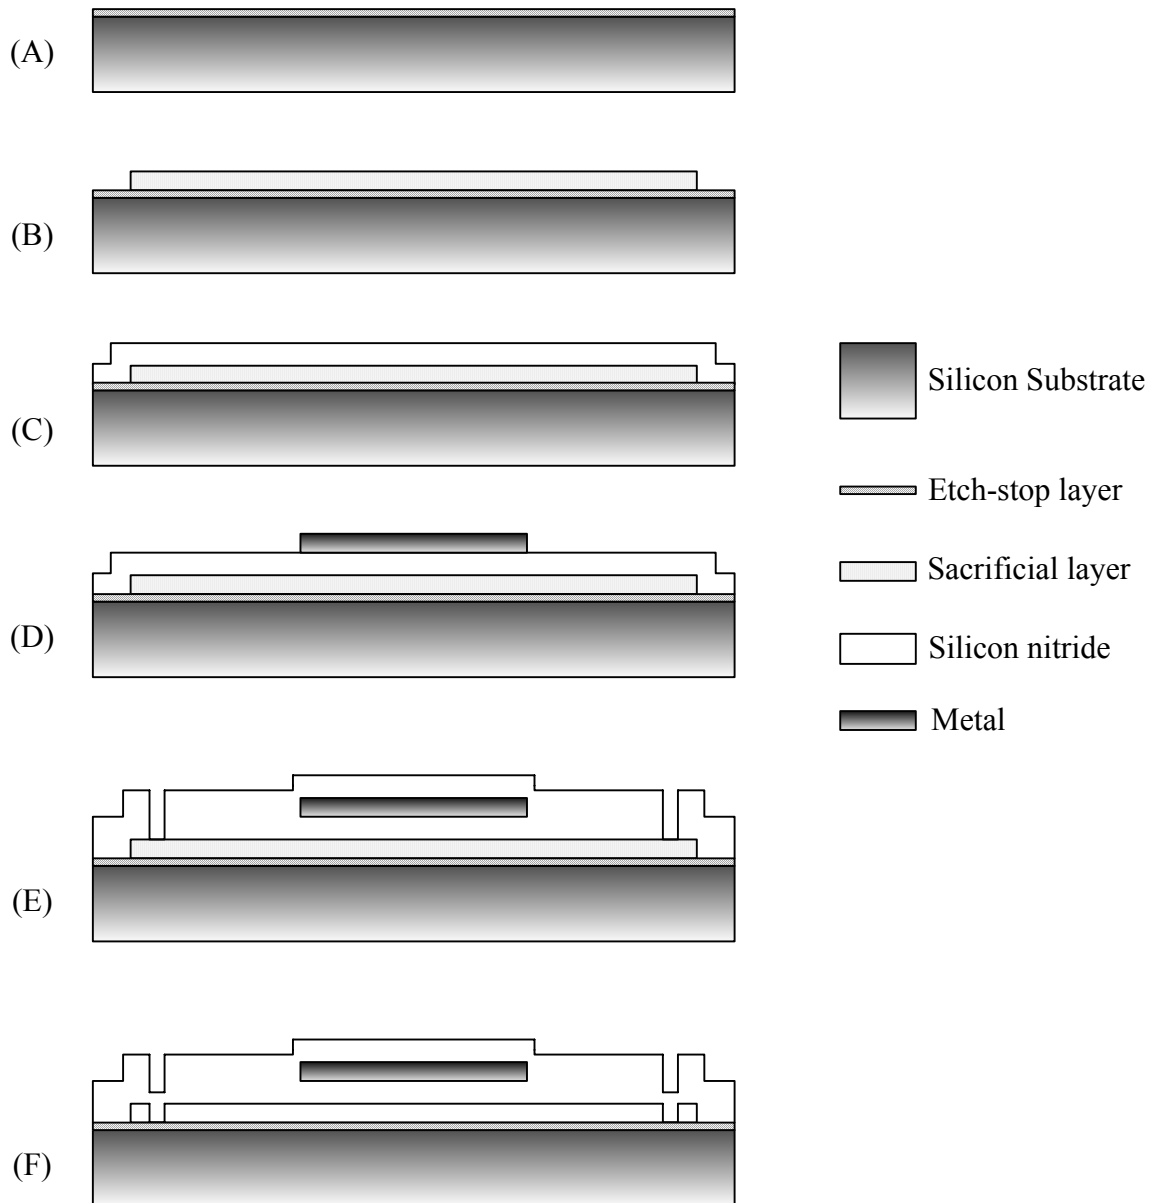 (A)
(B)
(C)
(D)
(E)
(F)
Silicon Substrate
Etch-stop layer
Sacrificial layer
Silicon nitride
Metal